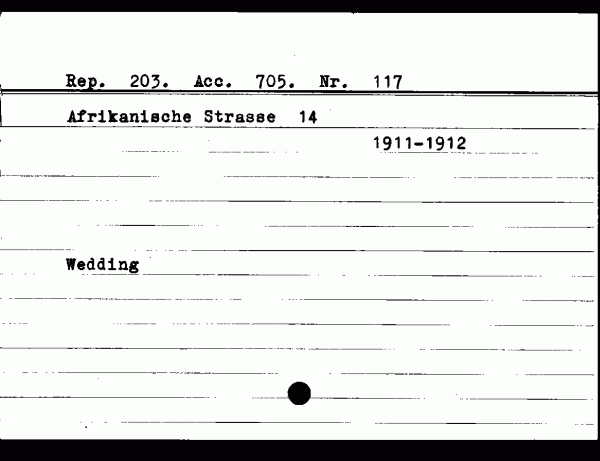 Rep. 203. Acc. 705. Nr. 117
Afrikanische Strasse 14
1911-1912
Wedding